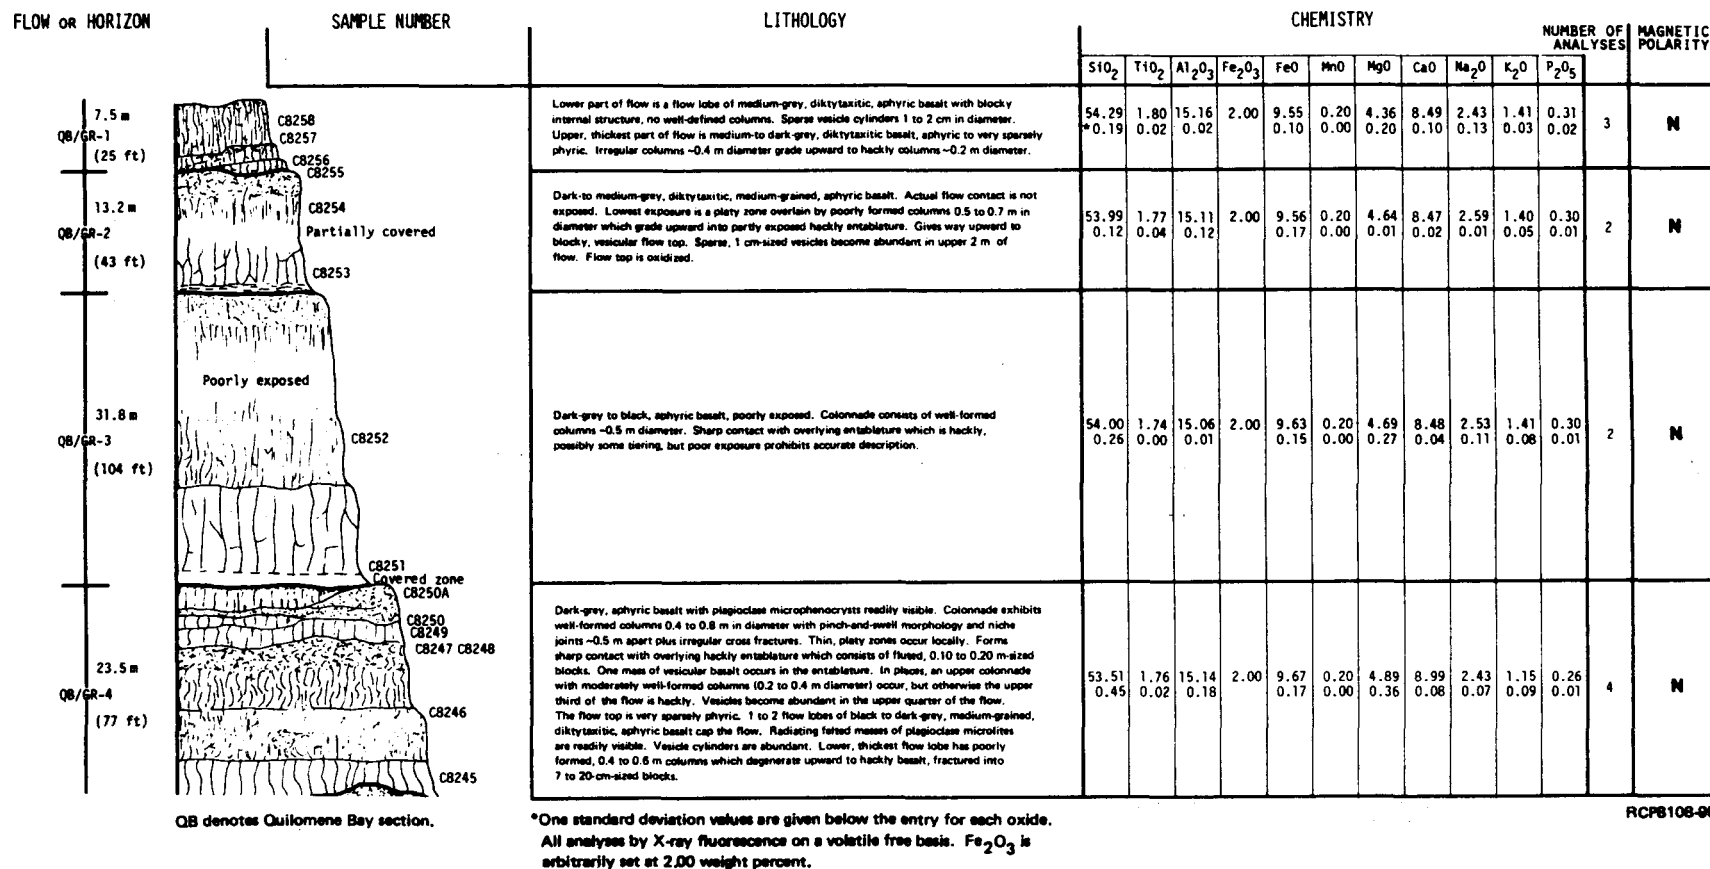 FLOW OR HORIZON
SAMPLE NUMBER
LITHOLOGY
CHEMISTRY
NUMBER OF ANALYSES
MAGNETIC POLARITY
SiO2 TiO2 Al2O3 Fe2O3 FeO MnO MgO CaO Na2O K2O P2O5
7.5 m
QB/GR-1
(25 ft)
C8258
C8257
C8256
C8255
Lower part of flow is a flow lobe of medium-grey, diktytaxitic, aphyric basalt with blocky
internal structure, no well-defined columns. Sparse vesicle cylinders 1 to 2 cm in diameter.
Upper, thickest part of flow is medium-to dark-grey, diktytaxitic basalt, aphyric to very sparsely
phyric. Irregular columns ~0.4 m diameter grade upward to hackly columns ~0.2 m diameter.
54.29 1.80 15.16 2.00 9.55 0.20 4.36 8.49 2.43 1.41 0.31
*0.19 0.02 0.02 0.10 0.00 0.20 0.10 0.13 0.03 0.02
3
N
13.2 m
QB/GR-2
(43 ft)
C8254
Partially covered
C8253
Dark-to medium-grey, diktytaxitic, medium-grained, aphyric basalt. Actual flow contact is not
exposed. Lowest exposure is a platy zone overlain by poorly formed columns 0.5 to 0.7 m in
diameter which grade upward into partly exposed hackly entablature. Gives way upward to
blocky, vesicular flow top. Sparse, 1 cm-sized vesicles become abundant in upper 2 m of
flow. Flow top is oxidized.
53.99 1.77 15.11 2.00 9.56 0.20 4.64 8.47 2.59 1.40 0.30
0.12 0.04 0.12 0.17 0.00 0.01 0.02 0.01 0.05 0.01
2
N
31.8 m
QB/GR-3
(104 ft)
Poorly exposed
C8252
C8251
Covered zone
Dark-grey to black, aphyric basalt, poorly exposed. Colonnade consists of well-formed
columns ~0.5 m diameter. Sharp contact with overlying entablature which is hackly,
possibly some tiering, but poor exposure prohibits accurate description.
54.00 1.74 15.06 2.00 9.63 0.20 4.69 8.48 2.53 1.41 0.30
0.26 0.00 0.01 0.15 0.00 0.27 0.04 0.11 0.08 0.01
2
N
23.5 m
QB/GR-4
(77 ft)
C8250A
C8250
C8249
C8247 C8248
C8246
C8245
Dark-grey, aphyric basalt with plagioclase microphenocrysts readily visible. Colonnade exhibits
well-formed columns 0.4 to 0.8 m in diameter with pinch-and-swell morphology and niche
joints ~0.5 m apart plus irregular cross fractures. Thin, platy zones occur locally. Forms
sharp contact with overlying hackly entablature which consists of fluted, 0.10 to 0.20 m-sized
blocks. One mass of vesicular basalt occurs in the entablature. In places, an upper colonnade
with moderately well-formed columns (0.2 to 0.4 m diameter) occur, but otherwise the upper
third of the flow is hackly. Vesicles become abundant in the upper quarter of the flow.
The flow top is very sparsely phyric. 1 to 2 flow lobes of black to dark-grey, medium-grained,
diktytaxitic, aphyric basalt cap the flow. Radiating felted masses of plagioclase microlites
are readily visible. Vesicle cylinders are abundant. Lower, thickest flow lobe has poorly
formed, 0.4 to 0.6 m columns which degenerate upward to hackly basalt, fractured into
7 to 20-cm-sized blocks.
53.51 1.76 15.14 2.00 9.67 0.20 4.89 8.99 2.43 1.15 0.26
0.45 0.02 0.18 0.17 0.00 0.36 0.08 0.07 0.09 0.01
4
N
QB denotes Quilomene Bay section.
*One standard deviation values are given below the entry for each oxide.
All analyses by X-ray fluorescence on a volatile free basis. Fe2O3 is
arbitrarily set at 2.00 weight percent.